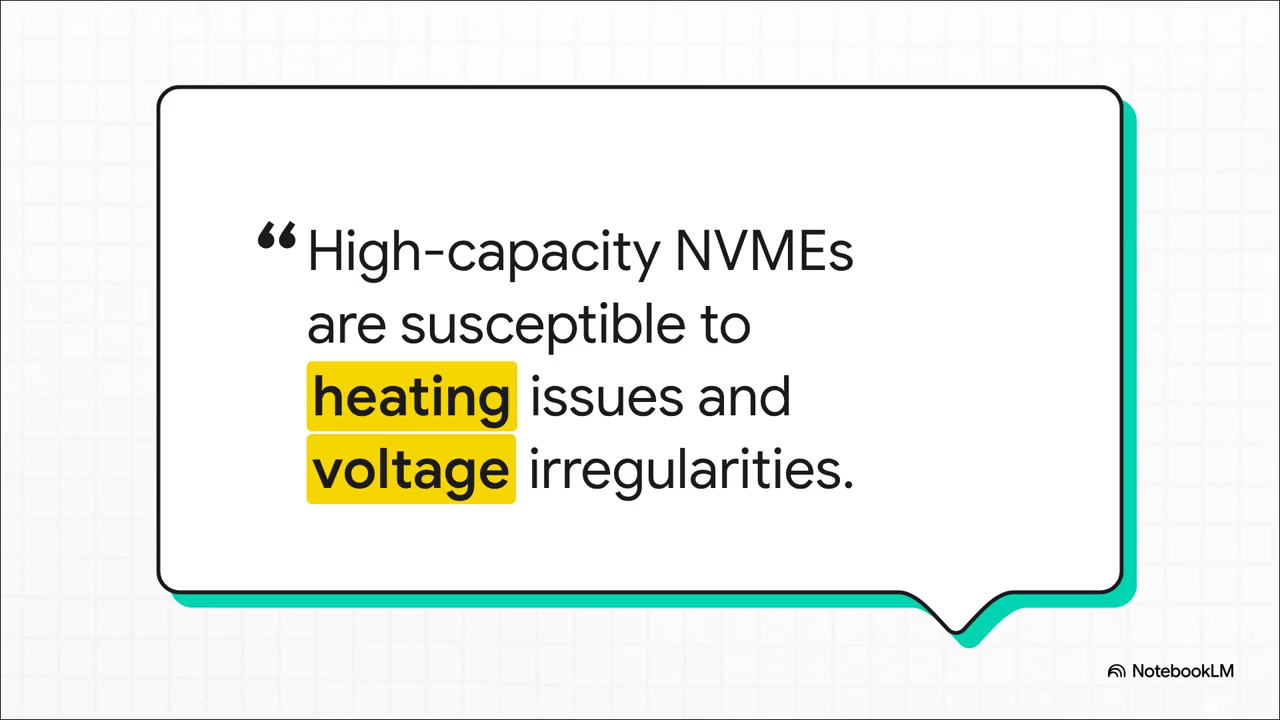 “High-capacity NVMEs
are susceptible to
heating issues and
voltage irregularities.
NotebookLM